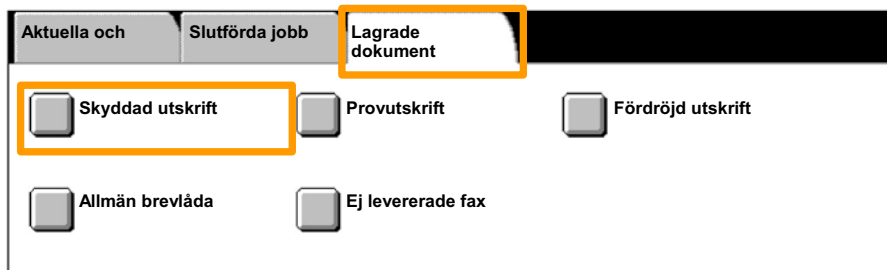 Aktuella och
Slutförda jobb
Lagrade
dokument
Skyddad utskrift
Provutskrift
Fördröjd utskrift
Allmän brevlåda
Ej levererade fax